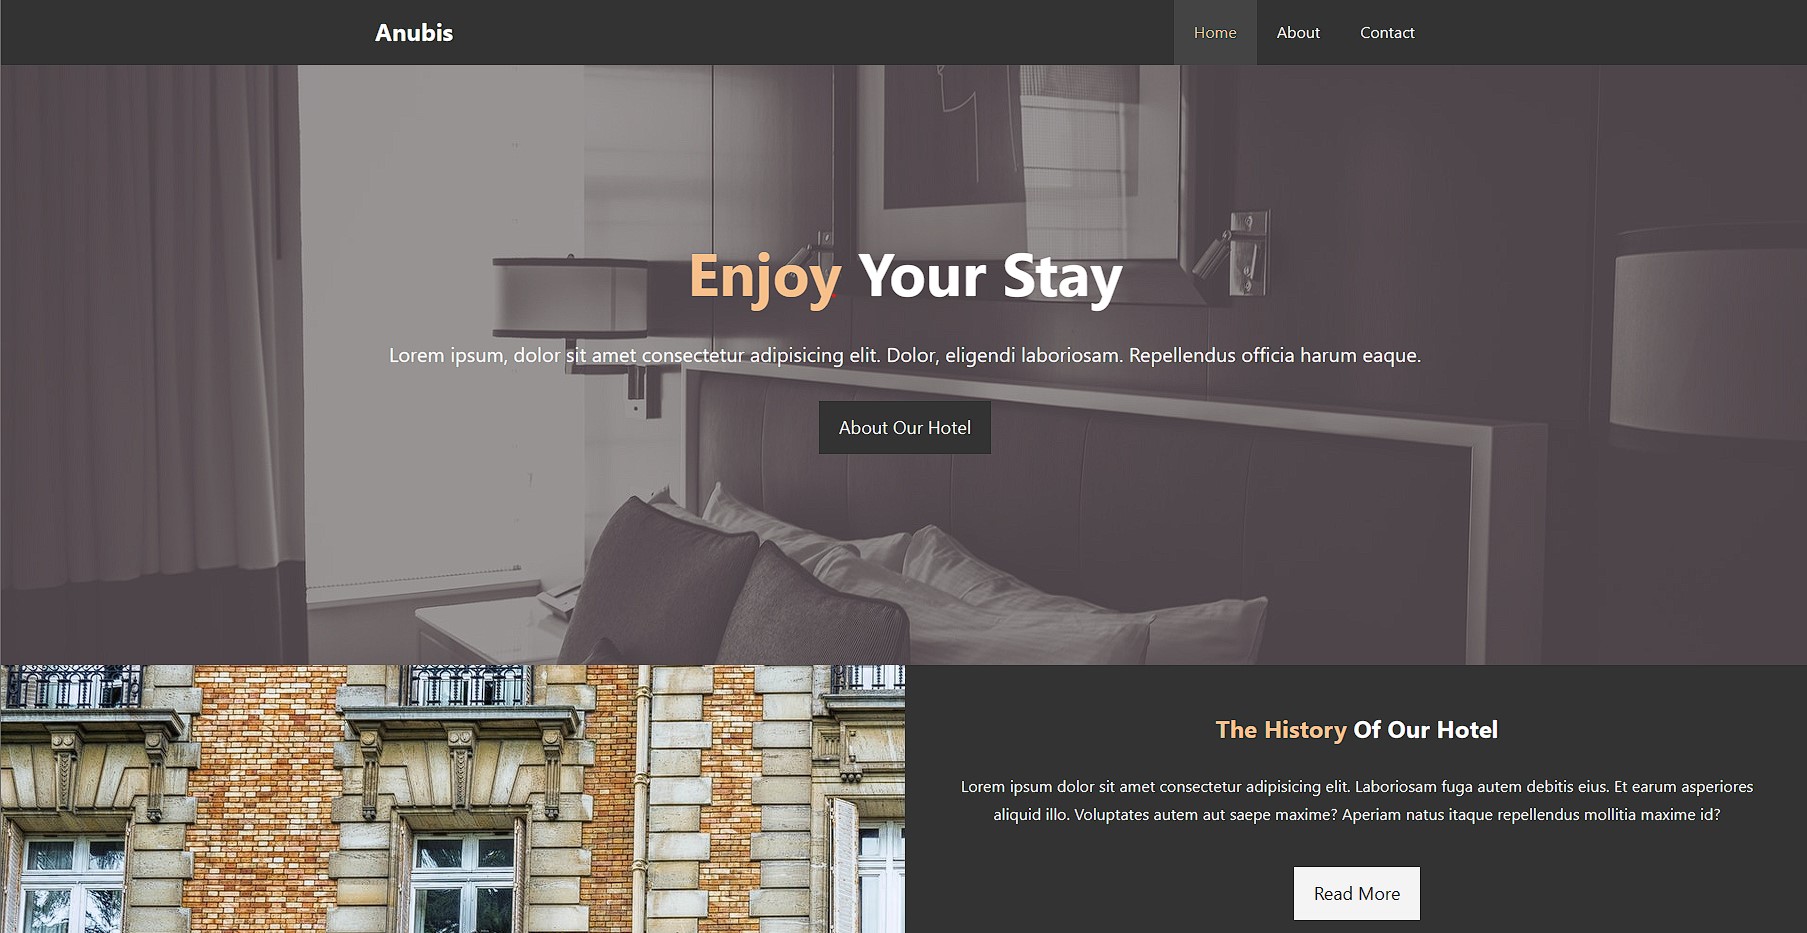 Anubis
Home About Contact
Enjoy Your Stay
Lorem ipsum, dolor sit amet consectetur adipisicing elit. Dolor, eligendi laboriosam. Repellendus officia harum eaque.
About Our Hotel
The History Of Our Hotel
Lorem ipsum dolor sit amet consectetur adipisicing elit. Laboriosam fuga autem debitis eius. Et earum asperiores
aliquid illo. Voluptates autem aut saepe maxime? Aperiam natus itaque repellendus mollitia maxime id?
Read More